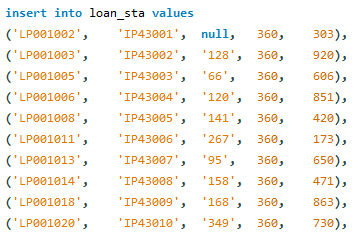 insert into loan_sta values
('LP001002', 'IP43001', null, 360, 303),
('LP001003', 'IP43002', '128', 360, 920),
('LP001005', 'IP43003', '66', 360, 606),
('LP001006', 'IP43004', '120', 360, 851),
('LP001008', 'IP43005', '141', 360, 420),
('LP001011', 'IP43006', '267', 360, 173),
('LP001013', 'IP43007', '95', 360, 650),
('LP001014', 'IP43008', '158', 360, 471),
('LP001018', 'IP43009', '168', 360, 863),
('LP001020', 'IP43010', '349', 360, 730),